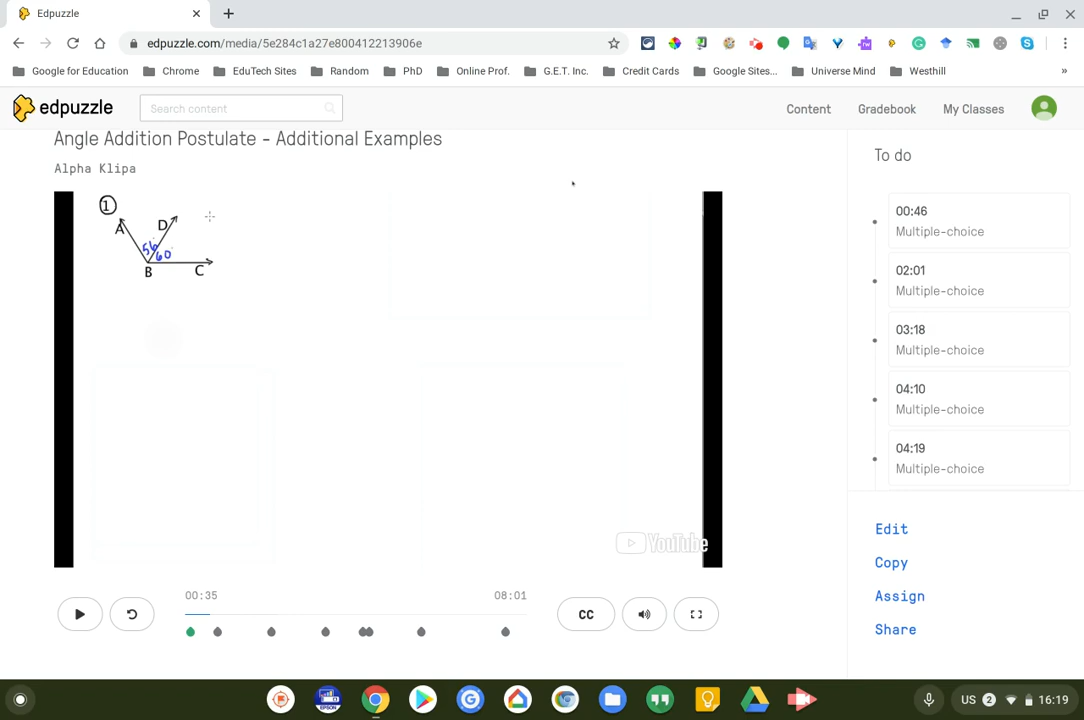 Edpuzzle
edpuzzle.com/media/5e284c1a27e800412213906e
Google for Education Chrome EduTech Sites Random PhD Online Prof. G.E.T. Inc. Credit Cards Google Sites... Universe Mind Westhill »
edpuzzle Search content Content Gradebook My Classes
Angle Addition Postulate - Additional Examples
Alpha Klipa
1
A D
56 60
B C
YouTube
00:35 08:01
CC
To do
00:46
Multiple-choice
02:01
Multiple-choice
03:18
Multiple-choice
04:10
Multiple-choice
04:19
Multiple-choice
Edit
Copy
Assign
Share
EPSON
US 2 16:19